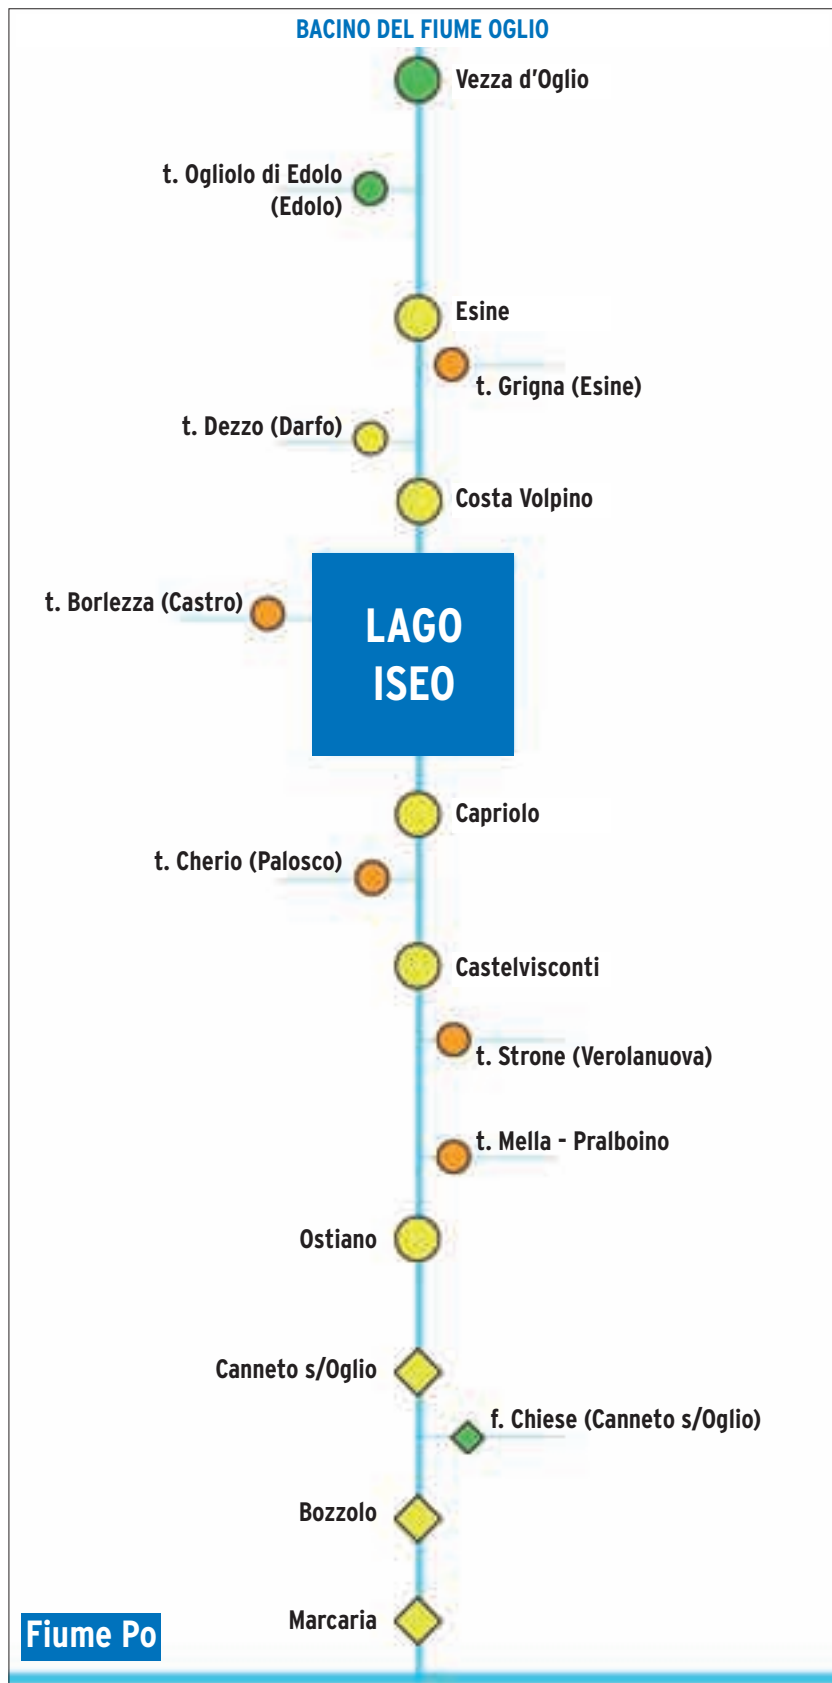 BACINO DEL FIUME OGLIO
Vezza d'Oglio
t. Ogliolo di Edolo
(Edolo)
Esine
t. Grigna (Esine)
t. Dezzo (Darfo)
Costa Volpino
t. Borlezza (Castro)
LAGO
ISEO
Capriolo
t. Cherio (Palosco)
Castelvisconti
t. Strone (Verolanuova)
t. Mella - Pralboino
Ostiano
Canneto s/Oglio
f. Chiese (Canneto s/Oglio)
Bozzolo
Marcaria
Fiume Po